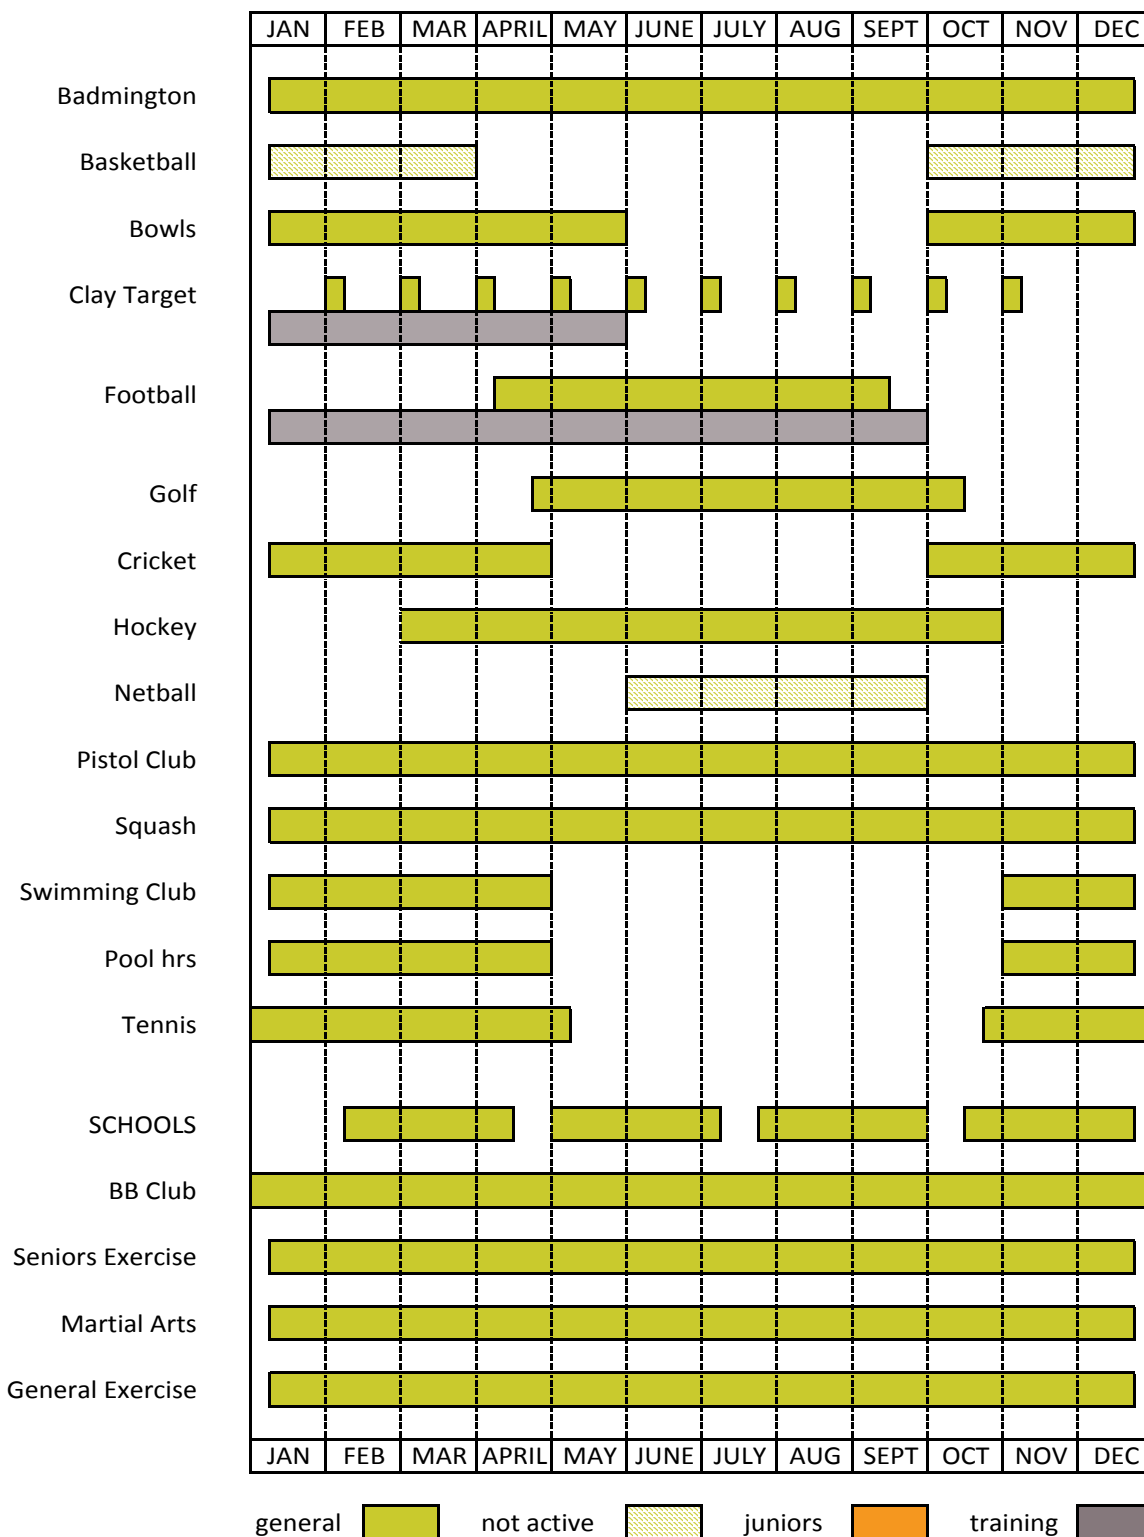 JAN FEB MAR APRIL MAY JUNE JULY AUG SEPT OCT NOV DEC
Badmington
Basketball
Bowls
Clay Target
Football
Golf
Cricket
Hockey
Netball
Pistol Club
Squash
Swimming Club
Pool hrs
Tennis
SCHOOLS
BB Club
Seniors Exercise
Martial Arts
General Exercise
JAN FEB MAR APRIL MAY JUNE JULY AUG SEPT OCT NOV DEC
general not active juniors training